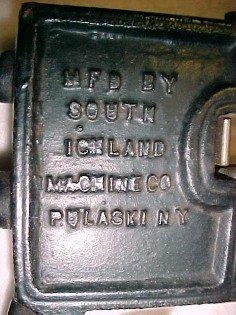 MFD BY
SOUTH
ICHLAND
MACHINE CO
PULASKI NY